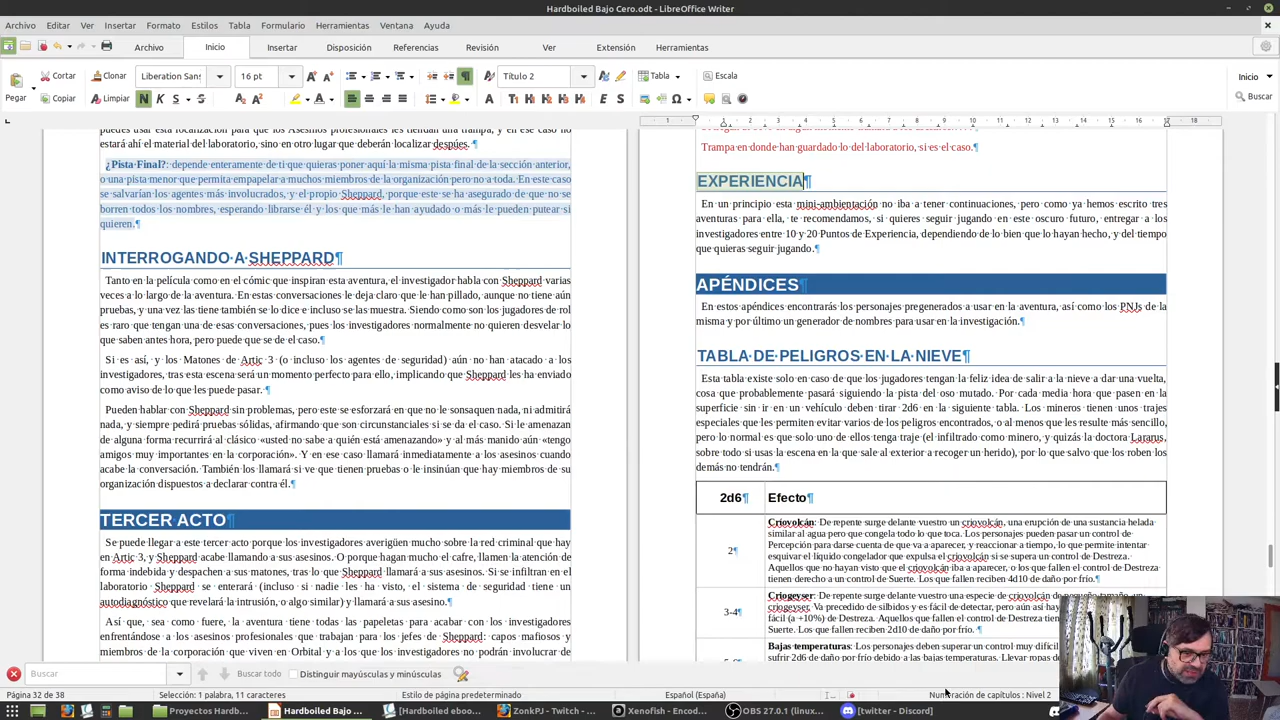 Hardboiled Bajo Cero.odt - LibreOffice Writer
Archivo Editar Ver Insertar Formato Estilos Tabla Formulario Herramientas Ventana Ayuda
Archivo Inicio Insertar Disposición Referencias Revisión Ver Extensión Herramientas
Pegar Cortar Copiar Clonar Limpiar Liberation Sans 16 pt Título 2 Tabla Escala Inicio Buscar
puedes usar esta localización para que los Asesinos profesionales les tiendan una trampa, y en ese caso no
estará ahí el material del laboratorio, sino en otro lugar que deberán localizar después.¶
¿Pista Final?: depende enteramente de ti que quieras poner aquí la misma pista final de la sección anterior,
o una pista menor que permita empapelar a muchos miembros de la organización pero no a toda. En este caso
se salvarían los agentes más involucrados, y el propio Sheppard, porque este se ha asegurado de que no se
borren todos los nombres, esperando librarse él y los que más le han ayudado o más le pueden putear si
quieren.¶
INTERROGANDO A SHEPPARD¶
Tanto en la película como en el cómic que inspiran esta aventura, el investigador habla con Sheppard varias
veces a lo largo de la aventura. En estas conversaciones le deja claro que le han pillado, aunque no tiene aún
pruebas, y una vez las tiene también se lo dice e incluso se las muestra. Siendo como son los jugadores de rol
es raro que tengan una de esas conversaciones, pues los investigadores normalmente no quieren desvelar lo
que saben antes hora, pero puede que se de el caso.¶
Si es así, y los Matones de Artic 3 (o incluso los agentes de seguridad) aún no han atacado a los
investigadores, tras esta escena será un momento perfecto para ello, implicando que Sheppard les ha enviado
como aviso de lo que les puede pasar. ¶
Pueden hablar con Sheppard sin problemas, pero este se esforzará en que no le sonsaquen nada, ni admitirá
nada, y siempre pedirá pruebas sólidas, afirmando que son circunstanciales si se da el caso. Si le amenazan
de alguna forma recurrirá al clásico «usted no sabe a quién está amenazando» y al más manido aún «tengo
amigos muy importantes en la corporación». Y en ese caso llamará inmediatamente a los asesinos cuando
acabe la conversación. También los llamará si ve que tienen pruebas o le insinúan que hay miembros de su
organización dispuestos a declarar contra él.¶
TERCER ACTO¶
Se puede llegar a este tercer acto porque los investigadores averigüen mucho sobre la red criminal que hay
en Artic 3, y Sheppard acabe llamando a sus asesinos. O porque hagan mucho el cafre, llamen la atención de
forma indebida y despachen a sus matones, tras lo que Sheppard llamará a sus asesinos. Si se infiltran en el
laboratorio Sheppard se enterará (incluso si nadie les ha visto, el sistema de seguridad tiene un
autodiagnóstico que revelará la intrusión, o algo similar) y llamará a sus asesino.¶
Así que, sea como fuere, la aventura tiene todas las papeletas para acabar con los investigadores
enfrentándose a los asesinos profesionales que trabajan para los jefes de Sheppard: capos mafiosos y
miembros de la corporación que viven en Orbital y a los que los investigadores no podrán involucrar de
Trampa en donde han guardado lo del laboratorio, si es el caso.¶
EXPERIENCIA¶
En un principio esta mini-ambientación no iba a tener continuaciones, pero como ya hemos escrito tres
aventuras para ella, te recomendamos, si quieres seguir jugando en este oscuro futuro, entregar a los
investigadores entre 10 y 20 Puntos de Experiencia, dependiendo de lo bien que lo hayan hecho, y del tiempo
que quieras seguir jugando.¶
APÉNDICES¶
En estos apéndices encontrarás los personajes pregenerados a usar en la aventura, así como los PNJs de la
misma y por último un generador de nombres para usar en la investigación.¶
TABLA DE PELIGROS EN LA NIEVE¶
Esta tabla existe solo en caso de que los jugadores tengan la feliz idea de salir a la nieve a dar una vuelta,
cosa que probablemente pasará siguiendo la pista del oso mutado. Por cada media hora que pasen en la
superficie sin ir en un vehículo deben tirar 2d6 en la siguiente tabla. Los mineros tienen unos trajes
especiales que les permiten evitar varios de los peligros encontrados, o al menos que les resulte más sencillo,
pero lo normal es que solo uno de ellos tenga traje (el infiltrado como minero, y quizás la doctora Lararus,
sobre todo si usas la escena en la que sale al exterior a recoger un herido), por lo que salvo que los roben los
demás no tendrán.¶
2d6¶ Efecto¶
2¶ Criovolcán: De repente surge delante vuestro un criovolcán, una erupción de una sustancia helada
similar al agua pero que congela todo lo que toca. Los personajes pueden pasar un control de
Percepción para darse cuenta de que va a aparecer, y reaccionar a tiempo, lo que permite intentar
esquivar el líquido congelador que expulsa el criovolcán si se supera un control de Destreza.
Aquellos que no hayan visto que el criovolcán iba a aparecer, o los que fallen el control de Destreza
tienen derecho a un control de Suerte. Los que fallen reciben 4d10 de daño por frío.¶
3-4¶ Criogeyser: De repente surge delante vuestro una especie de criovolcán de pequeño tamaño, un
criogeyser. Va precedido de silbidos y es fácil de detectar, pero aún así hay
fácil (a +10%) de Destreza. Aquellos que fallen el control de Destreza tienen
Suerte. Los que fallen reciben 2d10 de daño por frío. ¶
Bajas temperaturas: Los personajes deben superar un control muy difícil
sufrir 2d6 de daño por frío debido a las bajas temperaturas. Llevar ropas de
Buscar Buscar todo Distinguir mayúsculas y minúsculas
Página 32 de 38 Selección: 1 palabra, 11 caracteres Estilo de página predeterminado Español (España) Numeración de capítulos : Nivel 2
Proyectos Hardb... Hardboiled Bajo ... [Hardboiled eboo... ZonkPJ - Twitch - ... Xenofish — Encod... OBS 27.0.1 (linux... [twitter - Discord]